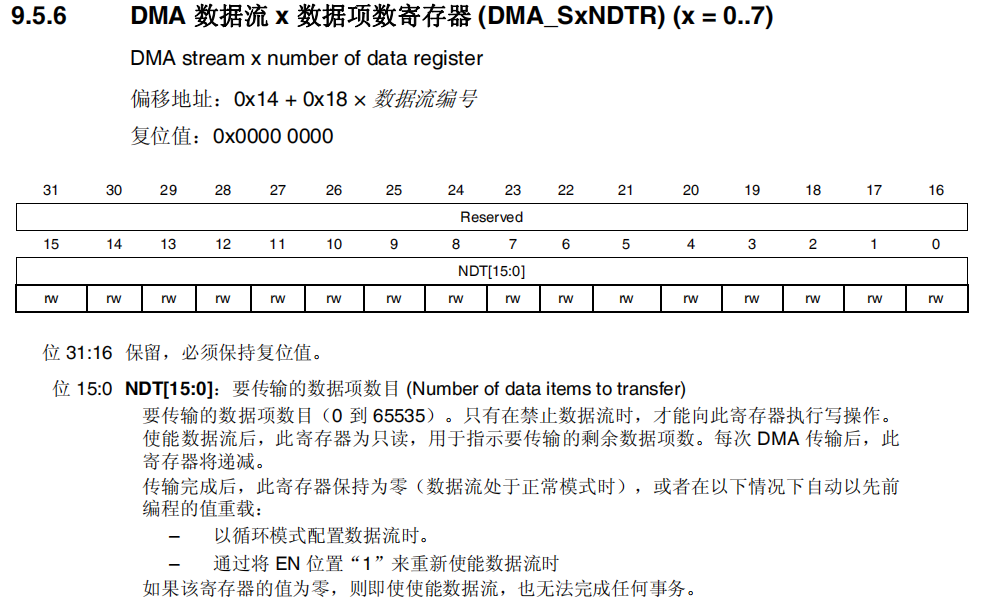 9.5.6 DMA 数据流 x 数据项数寄存器 (DMA_SxNDTR) (x = 0..7)
DMA stream x number of data register
偏移地址：0x14 + 0x18 × 数据流编号
复位值：0x0000 0000
31 30 29 28 27 26 25 24 23 22 21 20 19 18 17 16
Reserved
15 14 13 12 11 10 9 8 7 6 5 4 3 2 1 0
NDT[15:0]
rw rw rw rw rw rw rw rw rw rw rw rw rw rw rw rw
位 31:16 保留，必须保持复位值。
位 15:0 NDT[15:0]：要传输的数据项数目 (Number of data items to transfer)
要传输的数据项数目（0 到 65535）。只有在禁止数据流时，才能向此寄存器执行写操作。
使能数据流后，此寄存器为只读，用于指示要传输的剩余数据项数。每次 DMA 传输后，此
寄存器将递减。
传输完成后，此寄存器保持为零（数据流处于正常模式时），或者在以下情况下自动以先前
编程的值重载：
– 以循环模式配置数据流时。
– 通过将 EN 位置“1”来重新使能数据流时
如果该寄存器的值为零，则即使使能数据流，也无法完成任何事务。